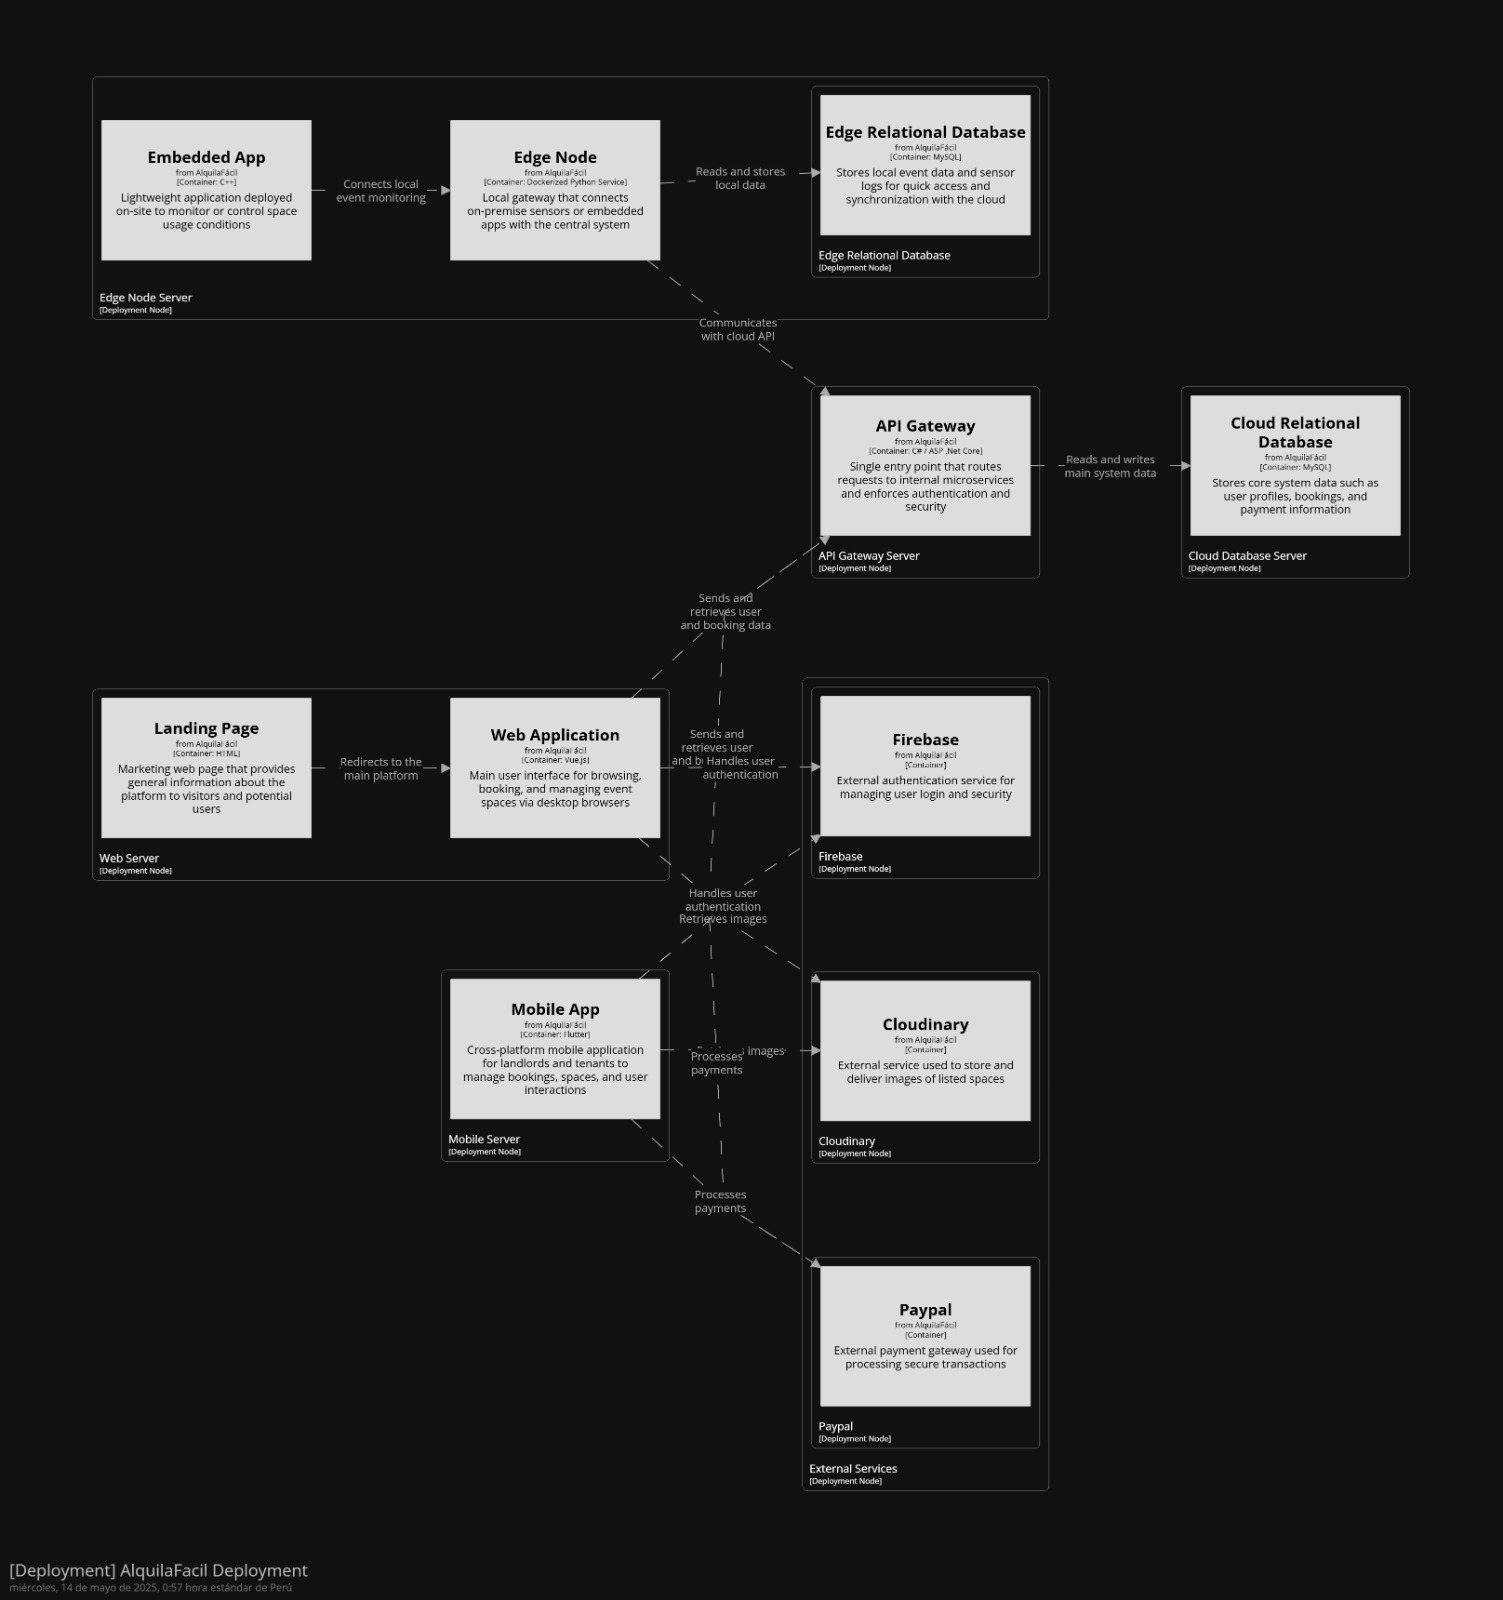 Embedded App
from AlquilaFácil
[Container: C++]
Lightweight application deployed
on-site to monitor or control space
usage conditions
Connects local
event monitoring
Edge Node
from AlquilaFácil
[Container: Dockerized Python Service]
Local gateway that connects
on-premise sensors or embedded
apps with the central system
Reads and stores
local data
Edge Relational Database
from AlquilaFácil
[Container: MySQL]
Stores local event data and sensor
logs for quick access and
synchronization with the cloud
Edge Relational Database
[Deployment Node]
Edge Node Server
[Deployment Node]
Communicates
with cloud API
API Gateway
from AlquilaFácil
[Container: C# / ASP .Net Core]
Single entry point that routes
requests to internal microservices
and enforces authentication and
security
API Gateway Server
[Deployment Node]
Reads and writes
main system data
Cloud Relational
Database
from AlquilaFácil
[Container: MySQL]
Stores core system data such as
user profiles, bookings, and
payment information
Cloud Database Server
[Deployment Node]
Sends and
retrieves user
and booking data
Landing Page
from AlquilaFácil
[Container: HTML]
Marketing web page that provides
general information about the
platform to visitors and potential
users
Redirects to the
main platform
Web Application
from AlquilaFácil
[Container: Vue.js]
Main user interface for browsing,
booking, and managing event
spaces via desktop browsers
Web Server
[Deployment Node]
Sends and
retrieves user
and
Handles user
authentication
Firebase
from AlquilaFácil
[Container]
External authentication service for
managing user login and security
Firebase
[Deployment Node]
Handles user
authentication
Retrieves images
Mobile App
from AlquilaFácil
[Container: Flutter]
Cross-platform mobile application
for landlords and tenants to
manage bookings, spaces, and user
interactions
Mobile Server
[Deployment Node]
images
Processes
payments
Cloudinary
from AlquilaFácil
[Container]
External service used to store and
deliver images of listed spaces
Cloudinary
[Deployment Node]
Processes
payments
Paypal
from AlquilaFácil
[Container]
External payment gateway used for
processing secure transactions
Paypal
[Deployment Node]
External Services
[Deployment Node]
[Deployment] AlquilaFacil Deployment
miércoles, 14 de mayo de 2025, 0:57 hora estándar de Perú